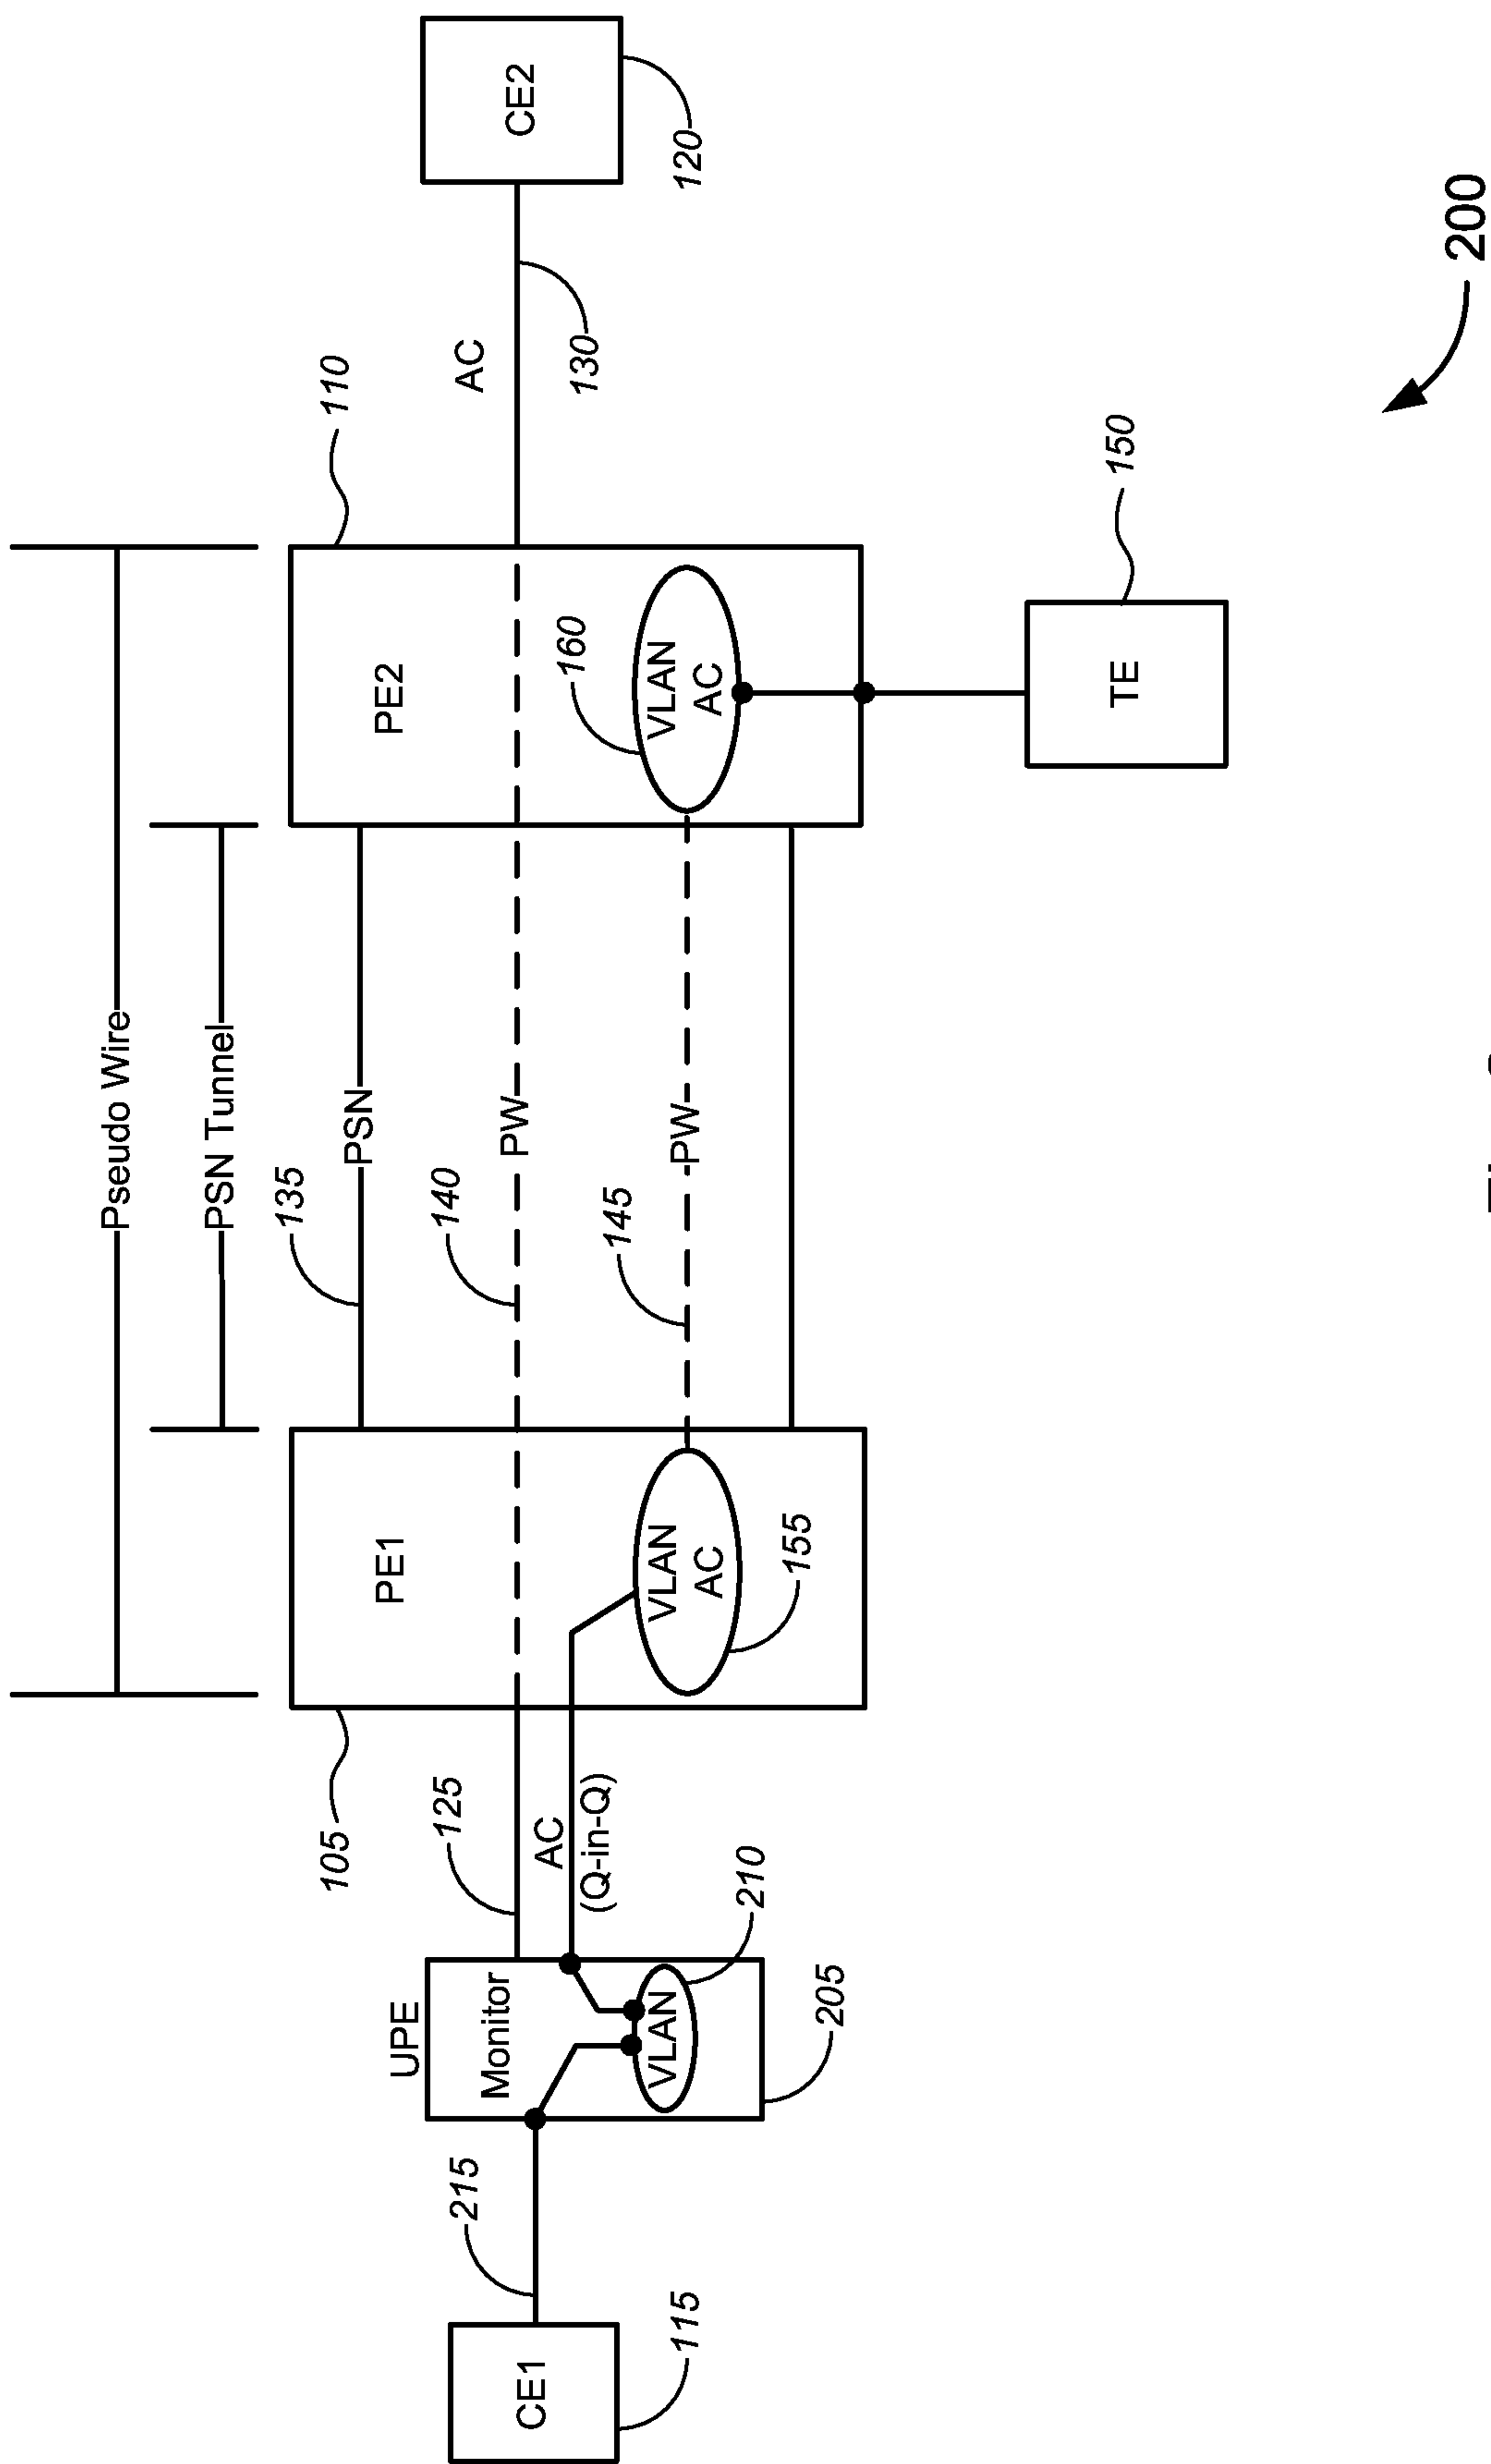 Pseudo Wire
PSN Tunnel
135
PSN
110
105
PE1
PE2
140
PW
AC
130
CE2
120
UPE
Monitor
125
AC
(Q-in-Q)
145
PW
160
VLAN
AC
VLAN
AC
155
VLAN
210
205
215
CE1
115
TE
150
200